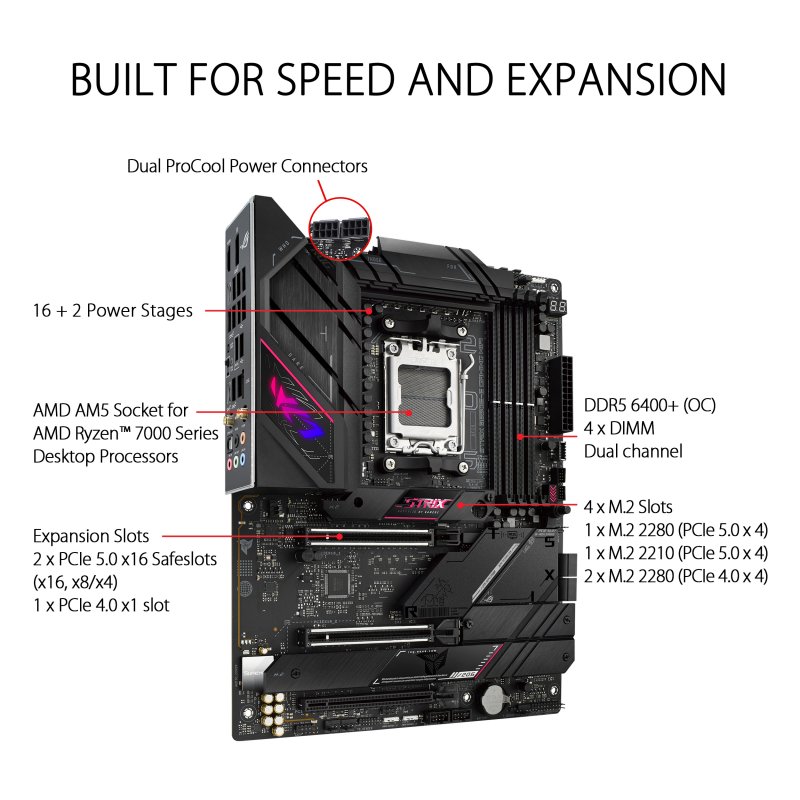 BUILT FOR SPEED AND EXPANSION
Dual ProCool Power Connectors
16 + 2 Power Stages
AMD AM5 Socket for
AMD Ryzen™ 7000 Series
Desktop Processors
DDR5 6400+ (OC)
4 x DIMM
Dual channel
STRIX
4 x M.2 Slots
1 x M.2 2280 (PCIe 5.0 x 4)
1 x M.2 2210 (PCIe 5.0 x 4)
2 x M.2 2280 (PCIe 4.0 x 4)
Expansion Slots
2 x PCIe 5.0 x16 Safeslots
(x16, x8/x4)
1 x PCIe 4.0 x1 slot